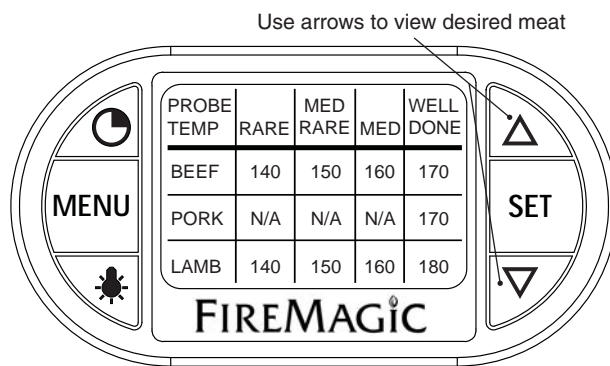 Use arrows to view desired meat
PROBE TEMP RARE MED RARE MED WELL DONE
BEEF 140 150 160 170
PORK N/A N/A N/A 170
LAMB 140 150 160 180
MENU
SET
FIREMAGIC